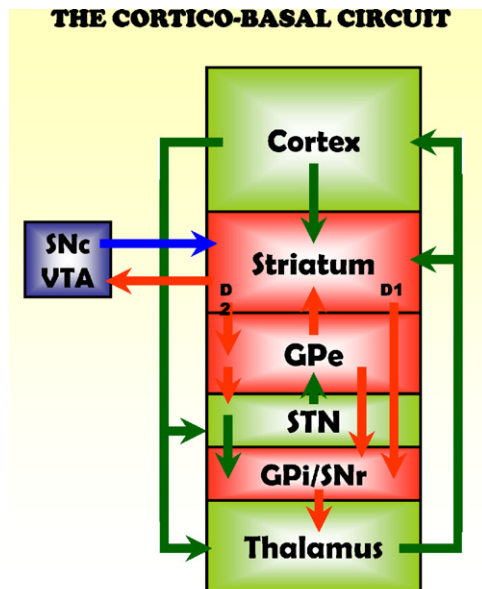 THE CORTICO-BASAL CIRCUIT
Cortex
SNc
VTA
Striatum
D
2
D1
GPe
STN
GPi/SNr
Thalamus